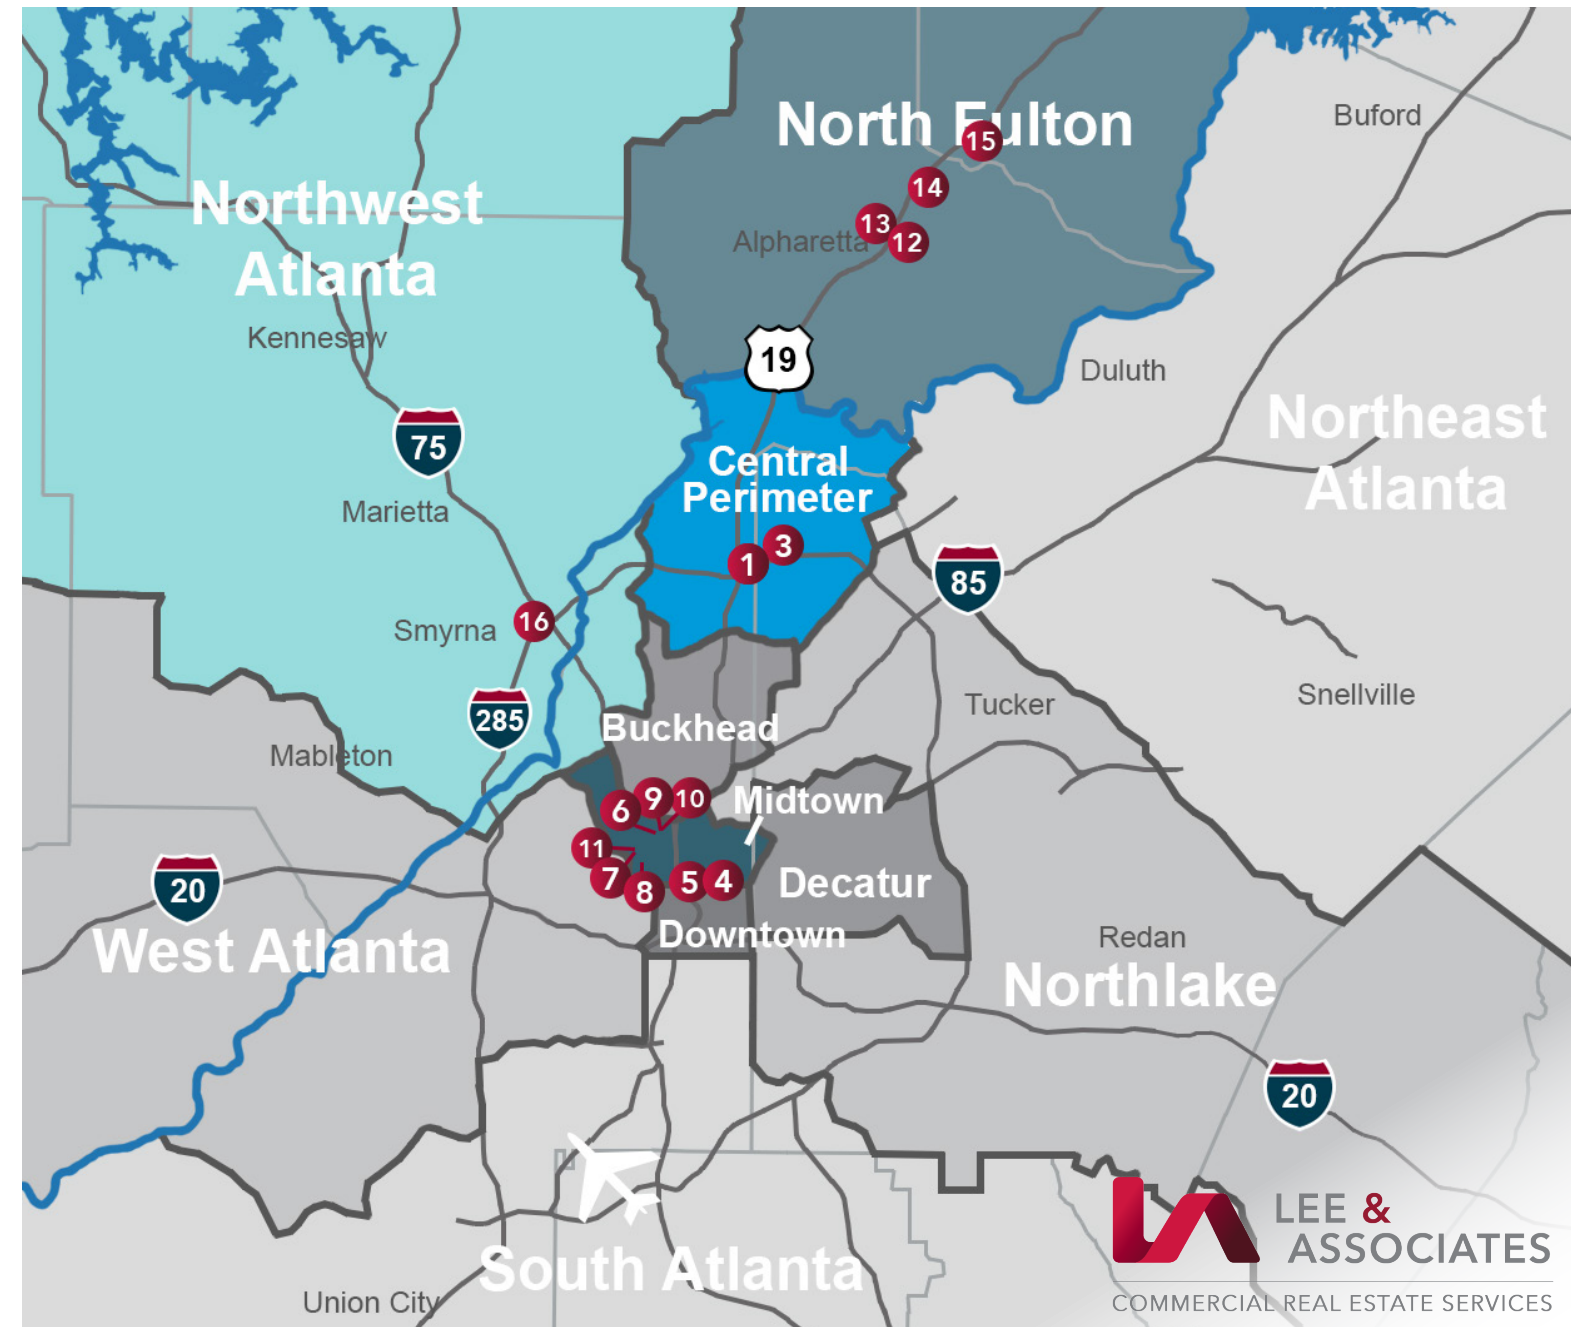 North Fulton
15
Buford
14
Northwest
Atlanta
13
12
Alpharetta
Kennesaw
19
Duluth
75
Northeast
Atlanta
Central
Perimeter
Marietta
3
1
85
16
Smyrna
Snellville
Tucker
285
Buckhead
Mableton
6
9
10
Midtown
11
7
8
5
4
Decatur
20
West Atlanta
Downtown
Redan
Northlake
20
South Atlanta
Union City
LEE &
ASSOCIATES
COMMERCIAL REAL ESTATE SERVICES